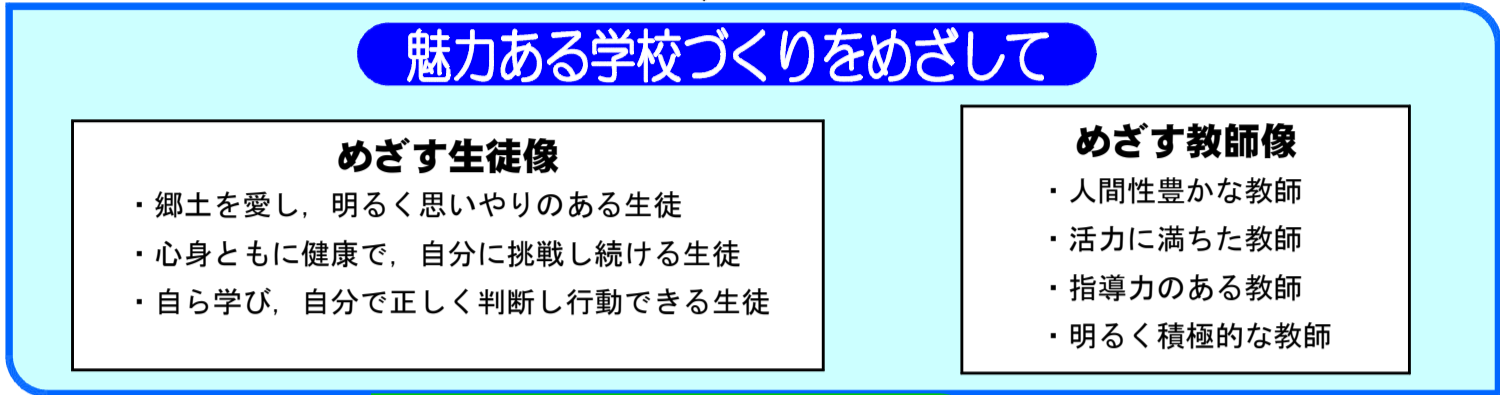 魅力ある学校づくりをめざして
めざす生徒像
・郷土を愛し，明るく思いやりのある生徒
・心身ともに健康で，自分に挑戦し続ける生徒
・自ら学び，自分で正しく判断し行動できる生徒
めざす教師像
・人間性豊かな教師
・活力に満ちた教師
・指導力のある教師
・明るく積極的な教師